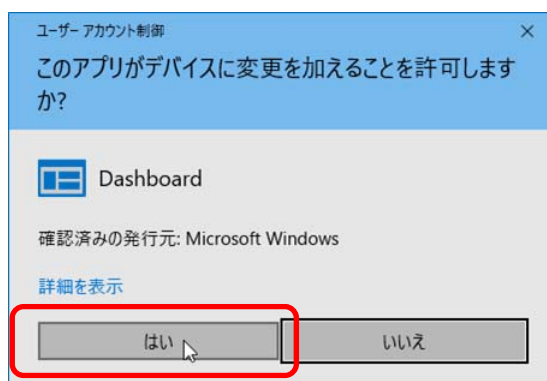 ユーザー アカウント制御
このアプリがデバイスに変更を加えることを許可します
か?
Dashboard
確認済みの発行元: Microsoft Windows
詳細を表示
はい
いいえ